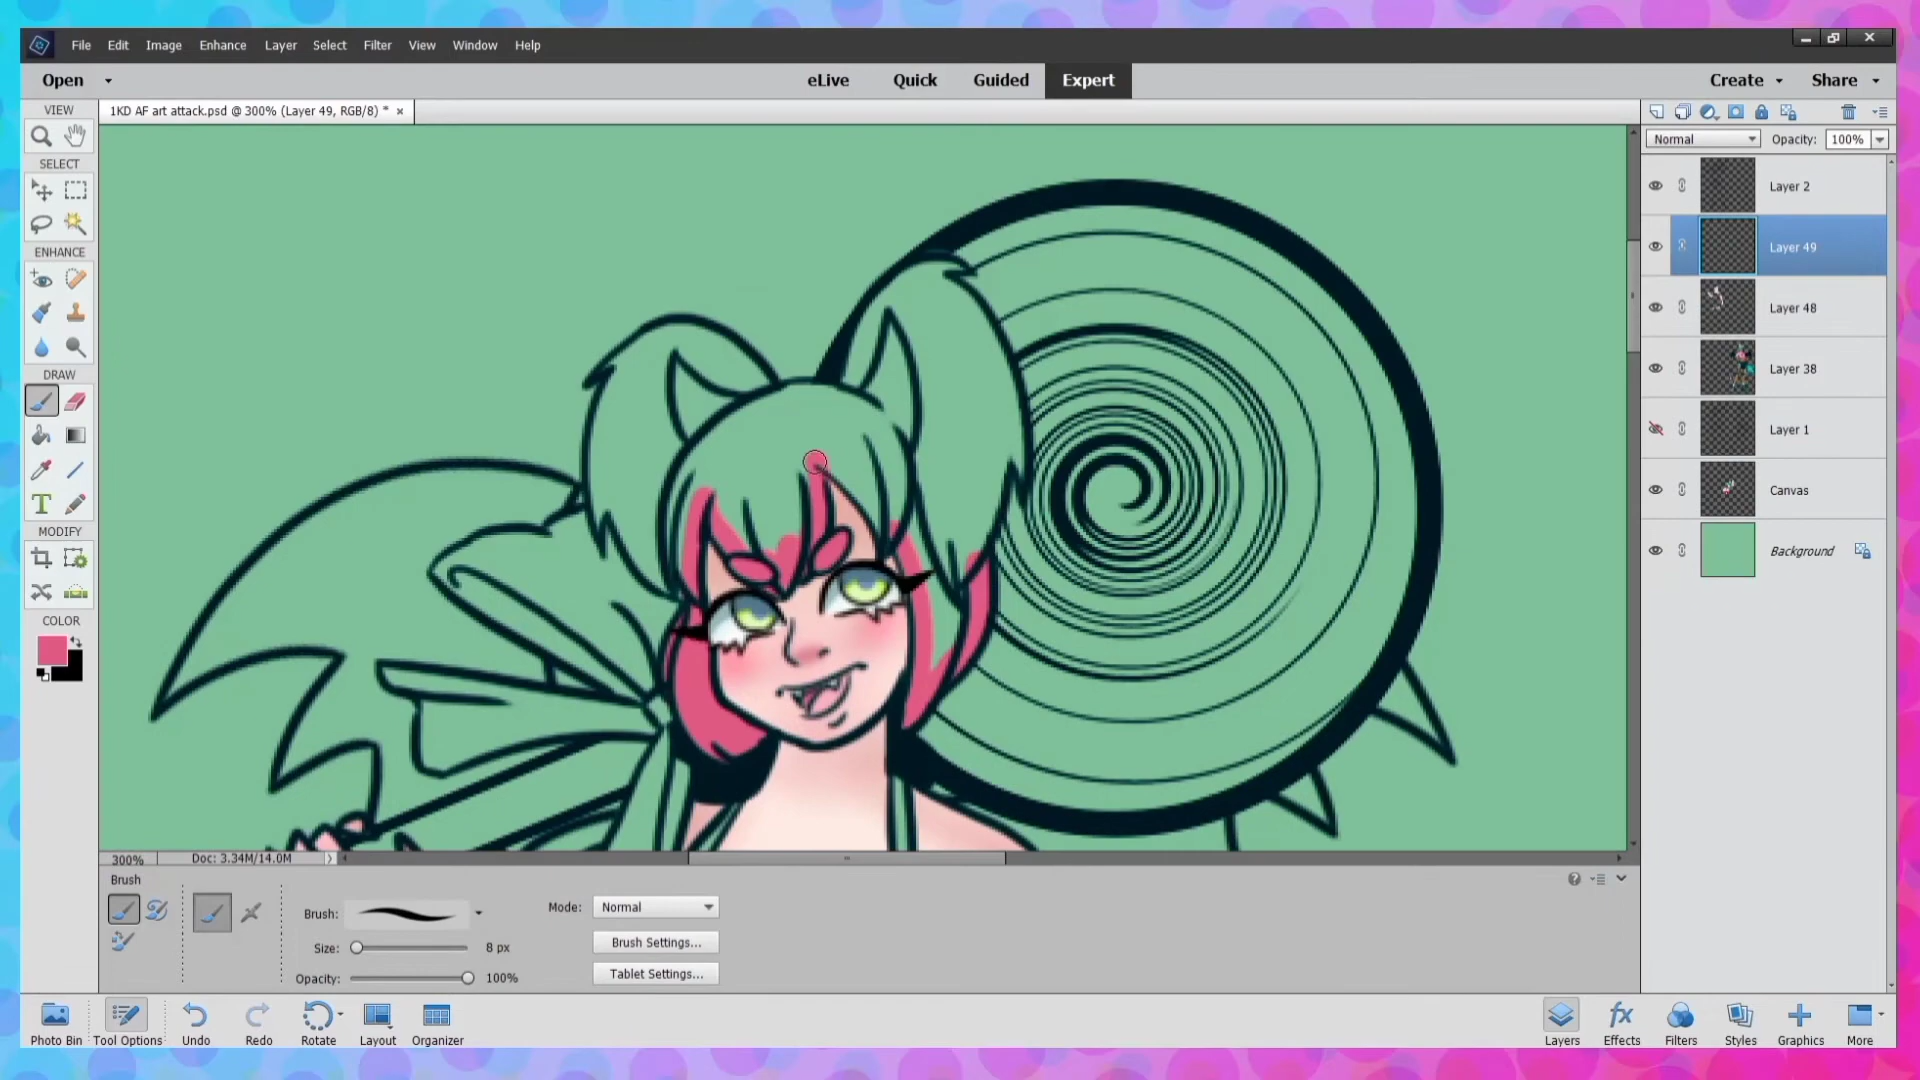 File Edit Image Enhance Layer Select Filter View Window Help
Open eLive Quick Guided Expert Create Share
VIEW 1KD AF art attack.psd @ 300% (Layer 49, RGB/8) * ×
Normal Opacity: 100%
SELECT
ENHANCE
DRAW
T
MODIFY
COLOR
Layer 2
Layer 49
Layer 48
Layer 38
Layer 1
Canvas
Background
300% Doc: 3.34M/14.0M
Brush
Brush: Mode: Normal
Size: 8 px Brush Settings...
Opacity: 100% Tablet Settings...
Photo Bin Tool Options Undo Redo Rotate Layout Organizer Layers fx Effects Filters Styles Graphics More